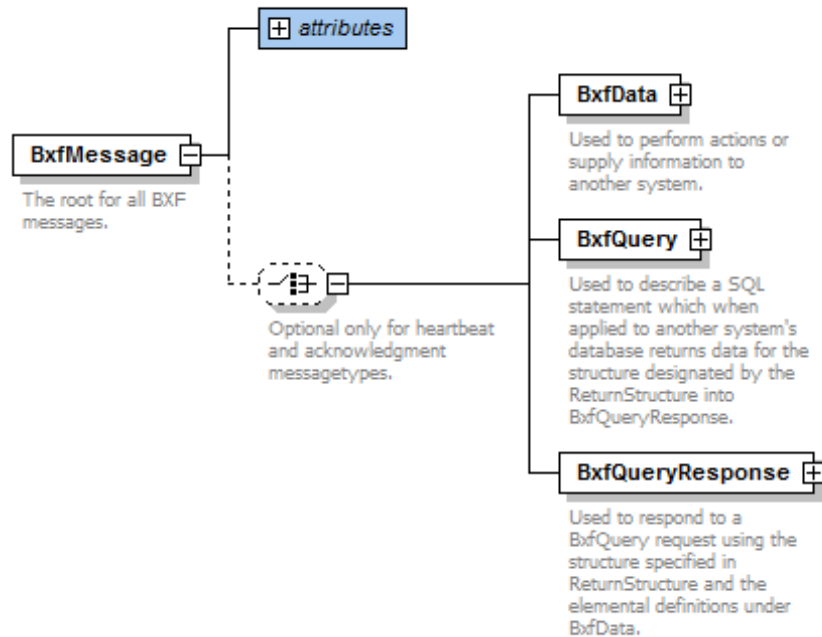 attributes
BxfMessage
The root for all BXF
messages.
Optional only for heartbeat
and acknowledgment
messagetypes.
BxfData
Used to perform actions or
supply information to
another system.
BxfQuery
Used to describe a SQL
statement which when
applied to another system's
database returns data for the
structure designated by the
ReturnStructure into
BxfQueryResponse.
BxfQueryResponse
Used to respond to a
BxfQuery request using the
structure specified in
ReturnStructure and the
elemental definitions under
BxfData.